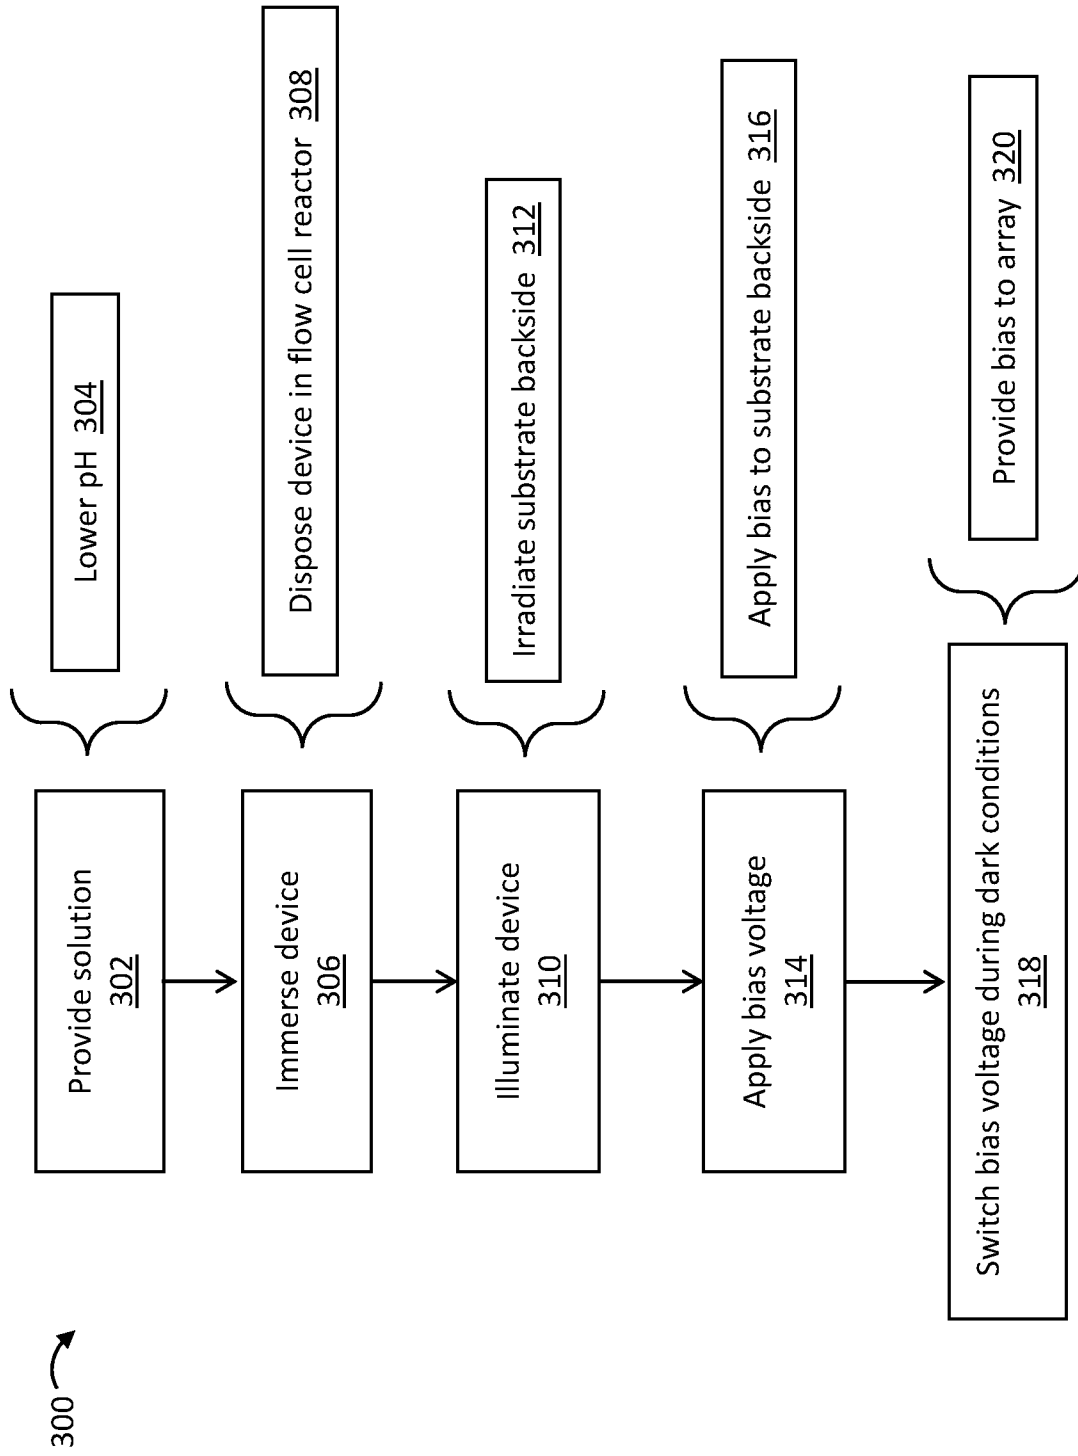 300
Provide solution
302
Lower pH 304
Immerse device
306
Dispose device in flow cell reactor 308
Illuminate device
310
Irradiate substrate backside 312
Apply bias voltage
314
Apply bias to substrate backside 316
Switch bias voltage during dark conditions
318
Provide bias to array 320